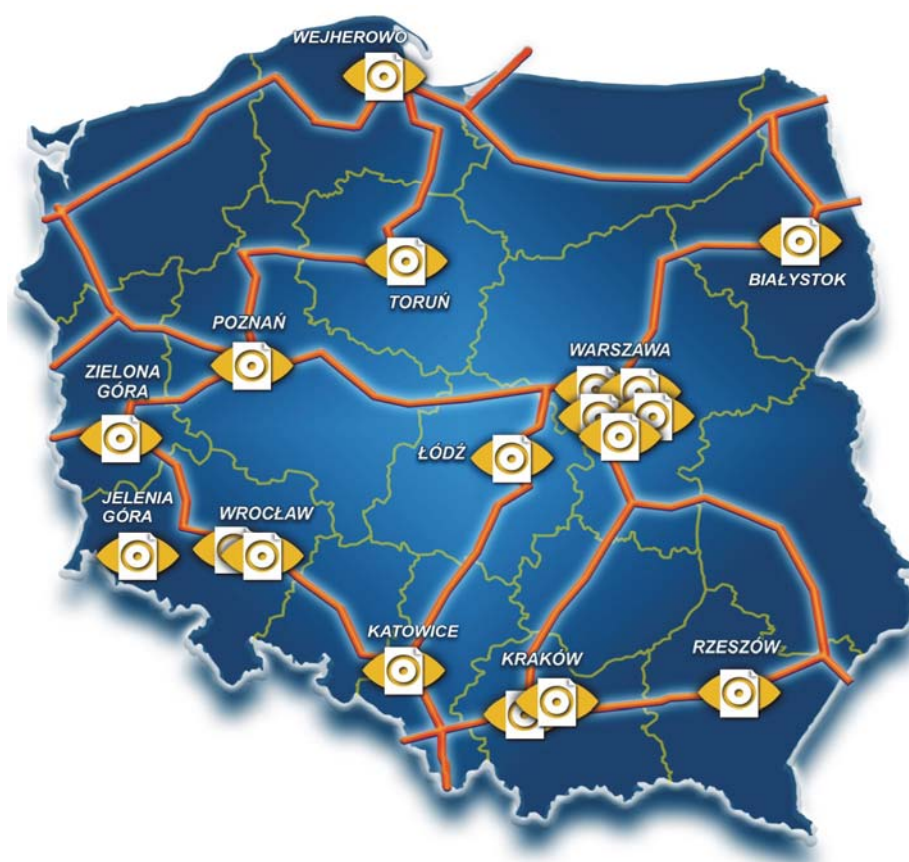 WEJHEROWO
TORUŃ
BIAŁYSTOK
POZNAŃ
WARSZAWA
ZIELONA
GÓRA
ŁÓDŹ
JELENIA
GÓRA
WROCŁAW
KATOWICE
KRAKÓW
RZESZÓW